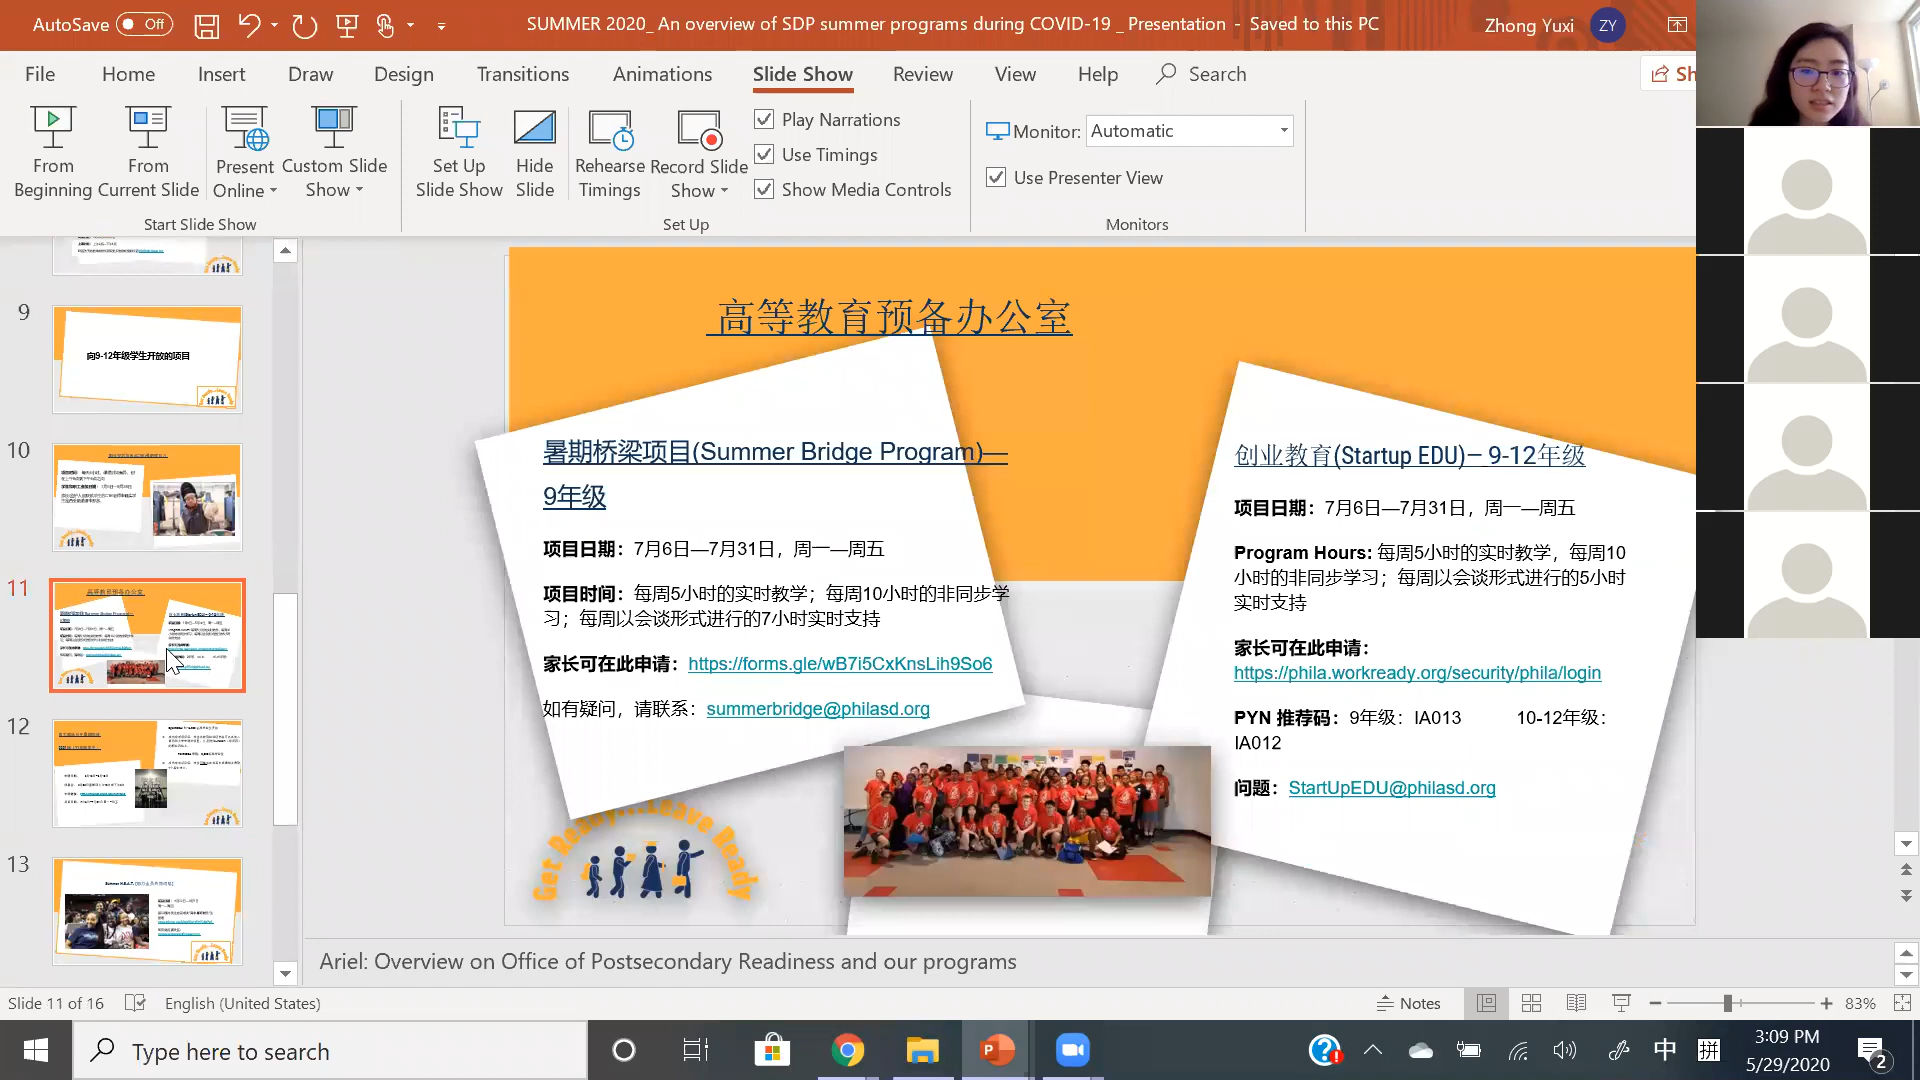 AutoSave Off
SUMMER 2020_ An overview of SDP summer programs during COVID-19 _ Presentation - Saved to this PC
Zhong Yuxi ZY
File Home Insert Draw Design Transitions Animations Slide Show Review View Help Search
Sh
From Beginning
From Current Slide
Present Online
Custom Slide Show
Start Slide Show
Set Up Slide Show
Hide Slide
Rehearse Timings
Record Slide Show
Play Narrations
Use Timings
Show Media Controls
Set Up
Monitor: Automatic
Use Presenter View
Monitors
9
向9-12年级学生开放的项目
10
11
12
13
高等教育预备办公室
暑期桥梁项目(Summer Bridge Program)—
9年级
项目日期：7月6日—7月31日，周一—周五
项目时间：每周5小时的实时教学；每周10小时的非同步学
习；每周以会谈形式进行的7小时实时支持
家长可在此申请：https://forms.gle/wB7i5CxKnsLih9So6
如有疑问，请联系：summerbridge@philasd.org
创业教育(Startup EDU)– 9-12年级
项目日期：7月6日—7月31日，周一—周五
Program Hours: 每周5小时的实时教学，每周10
小时的非同步学习；每周以会谈形式进行的5小时
实时支持
家长可在此申请：
https://phila.workready.org/security/phila/login
PYN 推荐码：9年级：IA013 10-12年级：
IA012
问题：StartUpEDU@philasd.org
Get Ready...Leave Ready
Ariel: Overview on Office of Postsecondary Readiness and our programs
Slide 11 of 16 English (United States)
Notes
83%
Type here to search
中 拼
3:09 PM
5/29/2020
2